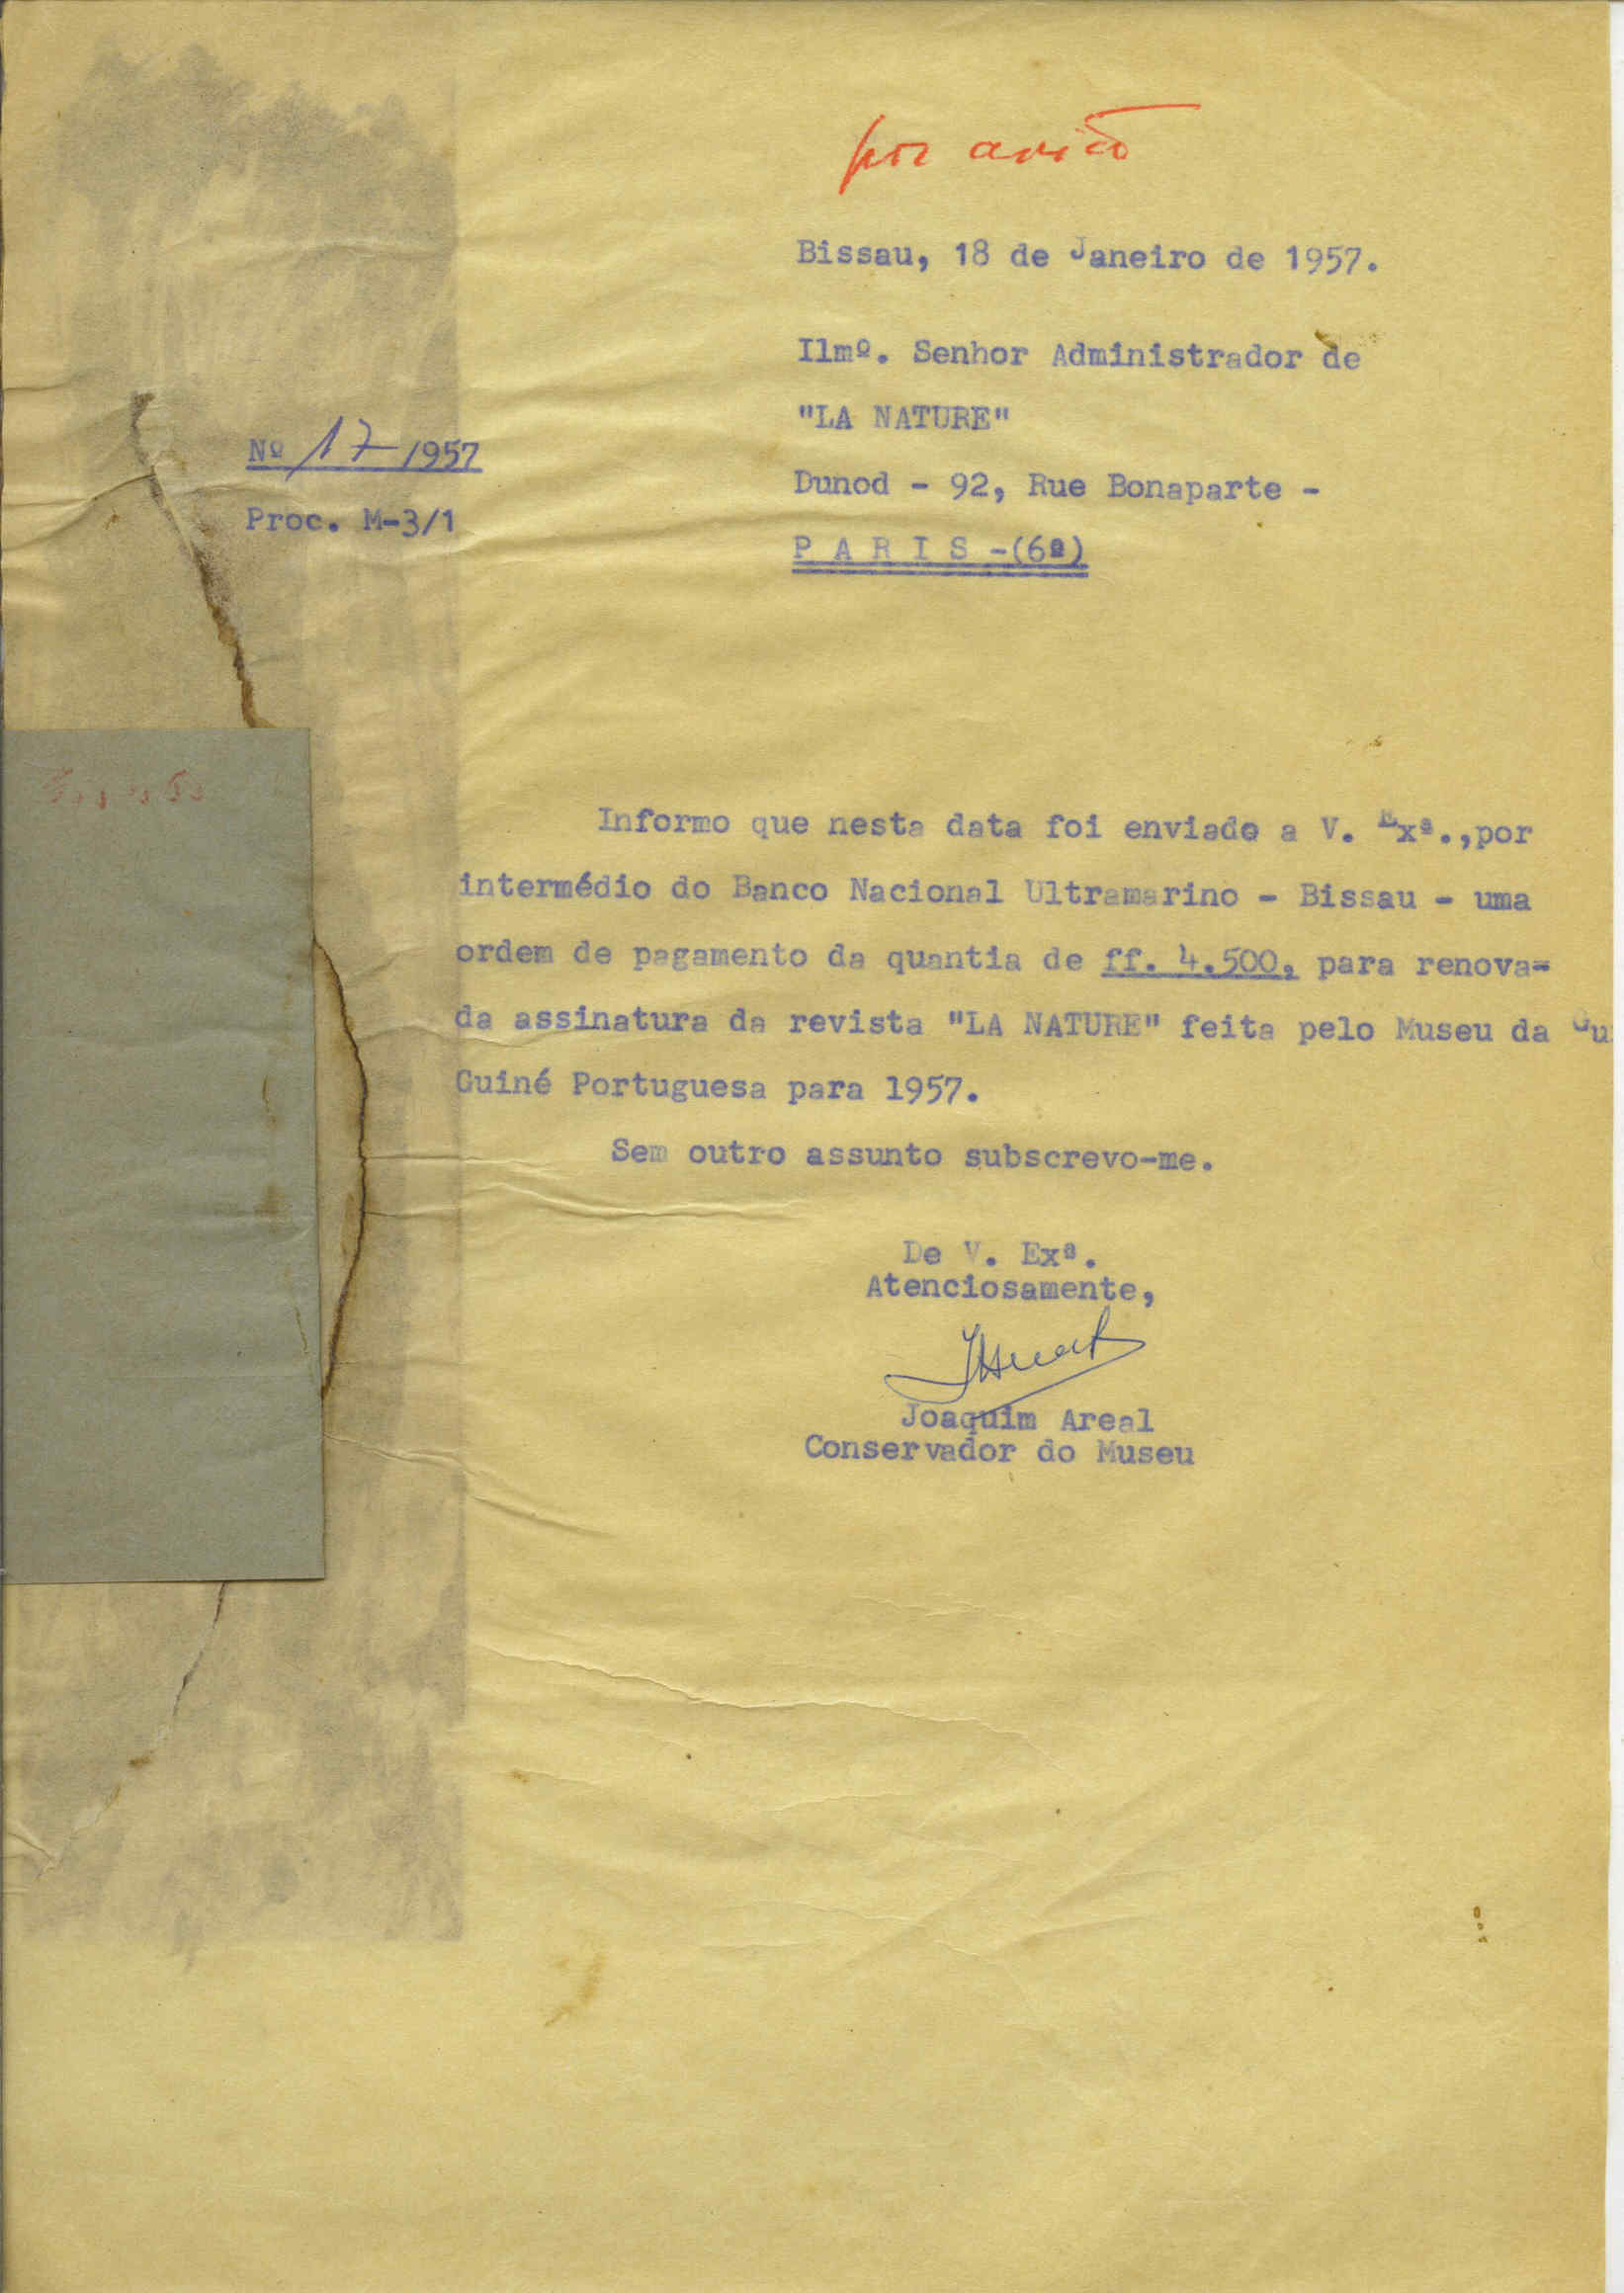 por avião
Bissau, 18 de Janeiro de 1957.
Ilmº. Senhor Administrador de
"LA NATURE"
Nº 17/1957
Dunod - 92, Rue Bonaparte -
Proc. M-3/1
P A R I S -(6ª)
Informo que nesta data foi enviado a V. Exª.,por
intermédio do Banco Nacional Ultramarino - Bissau - uma
ordem de pagamento da quantia de ff. 4.500, para renova=
da assinatura da revista "LA NATURE" feita pelo Museu da Gu
Guiné Portuguesa para 1957.
Sem outro assunto subscrevo-me.
De V. Exª.
Atenciosamente,
Joaquim Areal
Conservador do Museu